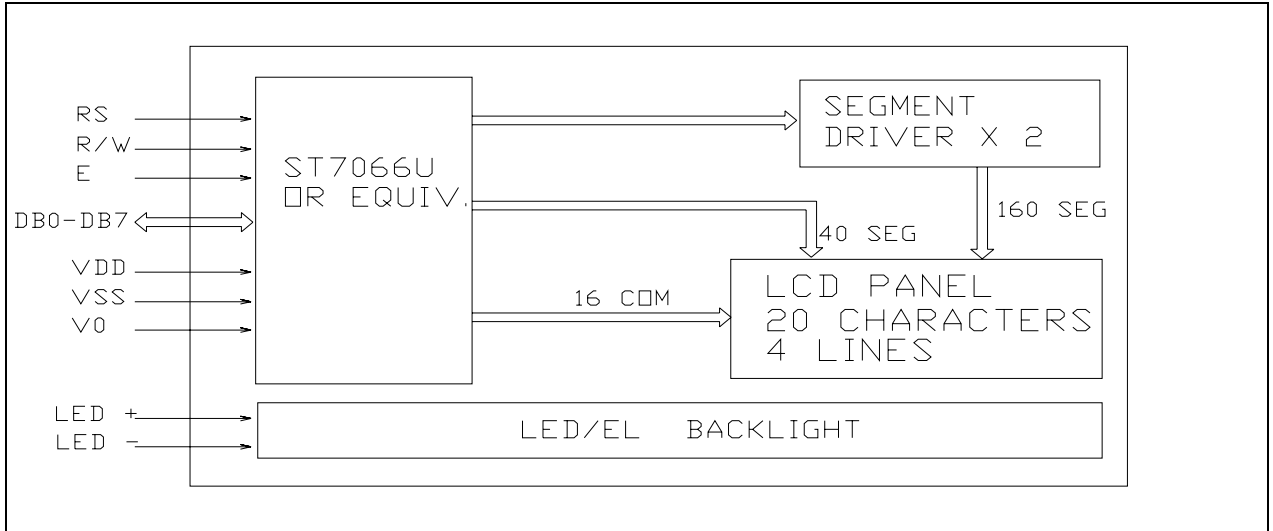 RS
R/W
E
DB0-DB7
VDD
VSS
V0
LED +
LED -
ST7066U
OR EQUIV.
SEGMENT
DRIVER X 2
160 SEG
40 SEG
16 COM
LCD PANEL
20 CHARACTERS
4 LINES
LED/EL BACKLIGHT